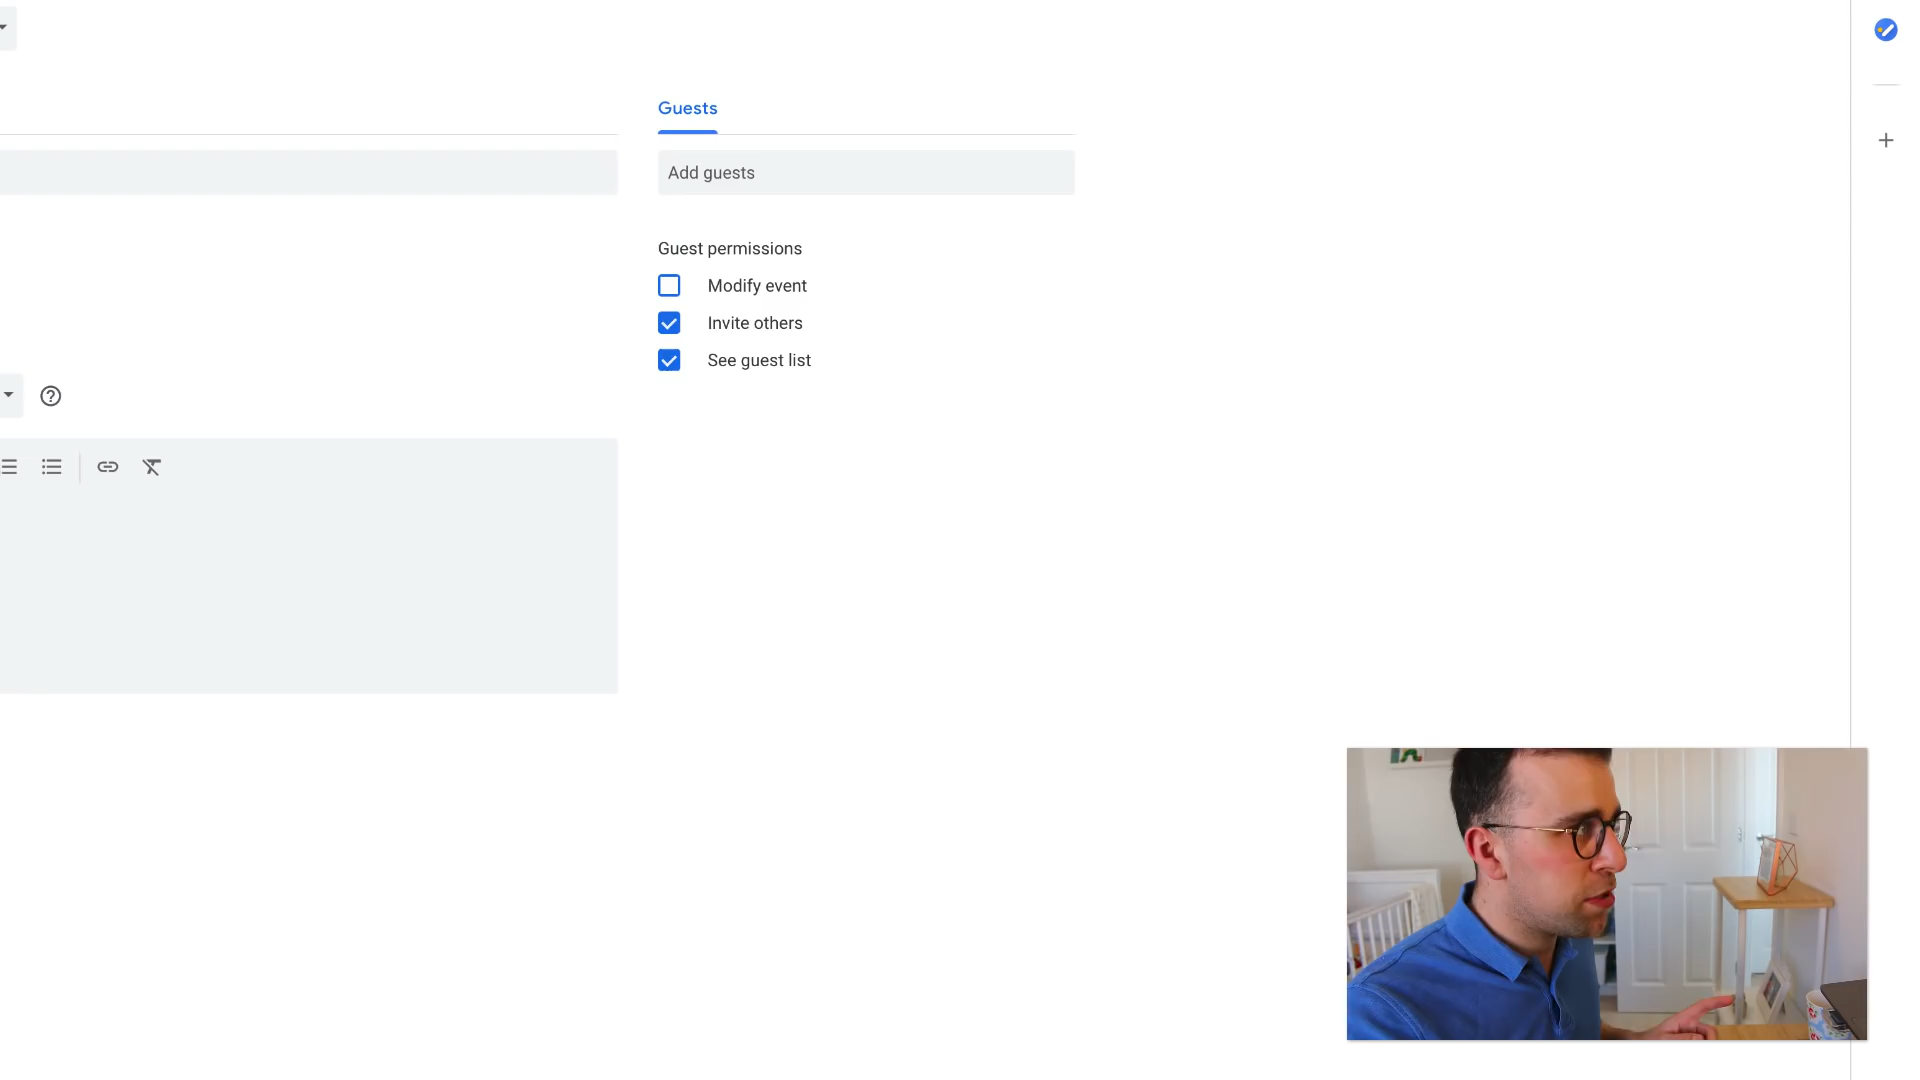 Guests
Add guests
Guest permissions
Modify event
Invite others
See guest list